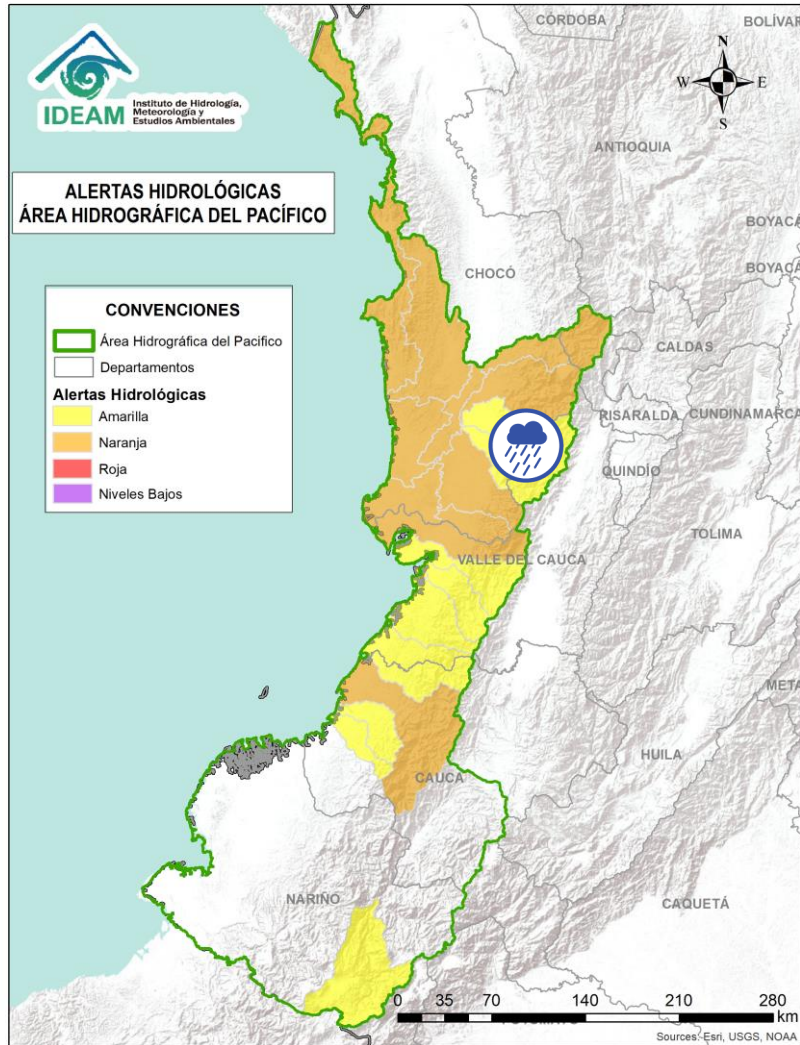 CÓRDOBA
BOLÍVAR
N
W E
S
IDEAM
Instituto de Hidrología,
Meteorología y
Estudios Ambientales
ANTIOQUIA
ALERTAS HIDROLÓGICAS
ÁREA HIDROGRÁFICA DEL PACÍFICO
BOYACÁ
BOYACÁ
CHOCÓ
CONVENCIONES
Área Hidrográfica del Pacifico
Departamentos
Alertas Hidrológicas
Amarilla
Naranja
Roja
Niveles Bajos
CALDAS
RISARALDA
CUNDINAMARCA
QUINDÍO
TOLIMA
VALLE DEL CAUCA
META
HUILA
CAUCA
NARIÑO
CAQUETÁ
0 35 70 140 210 280
km
Sources: Esri, USGS, NOAA